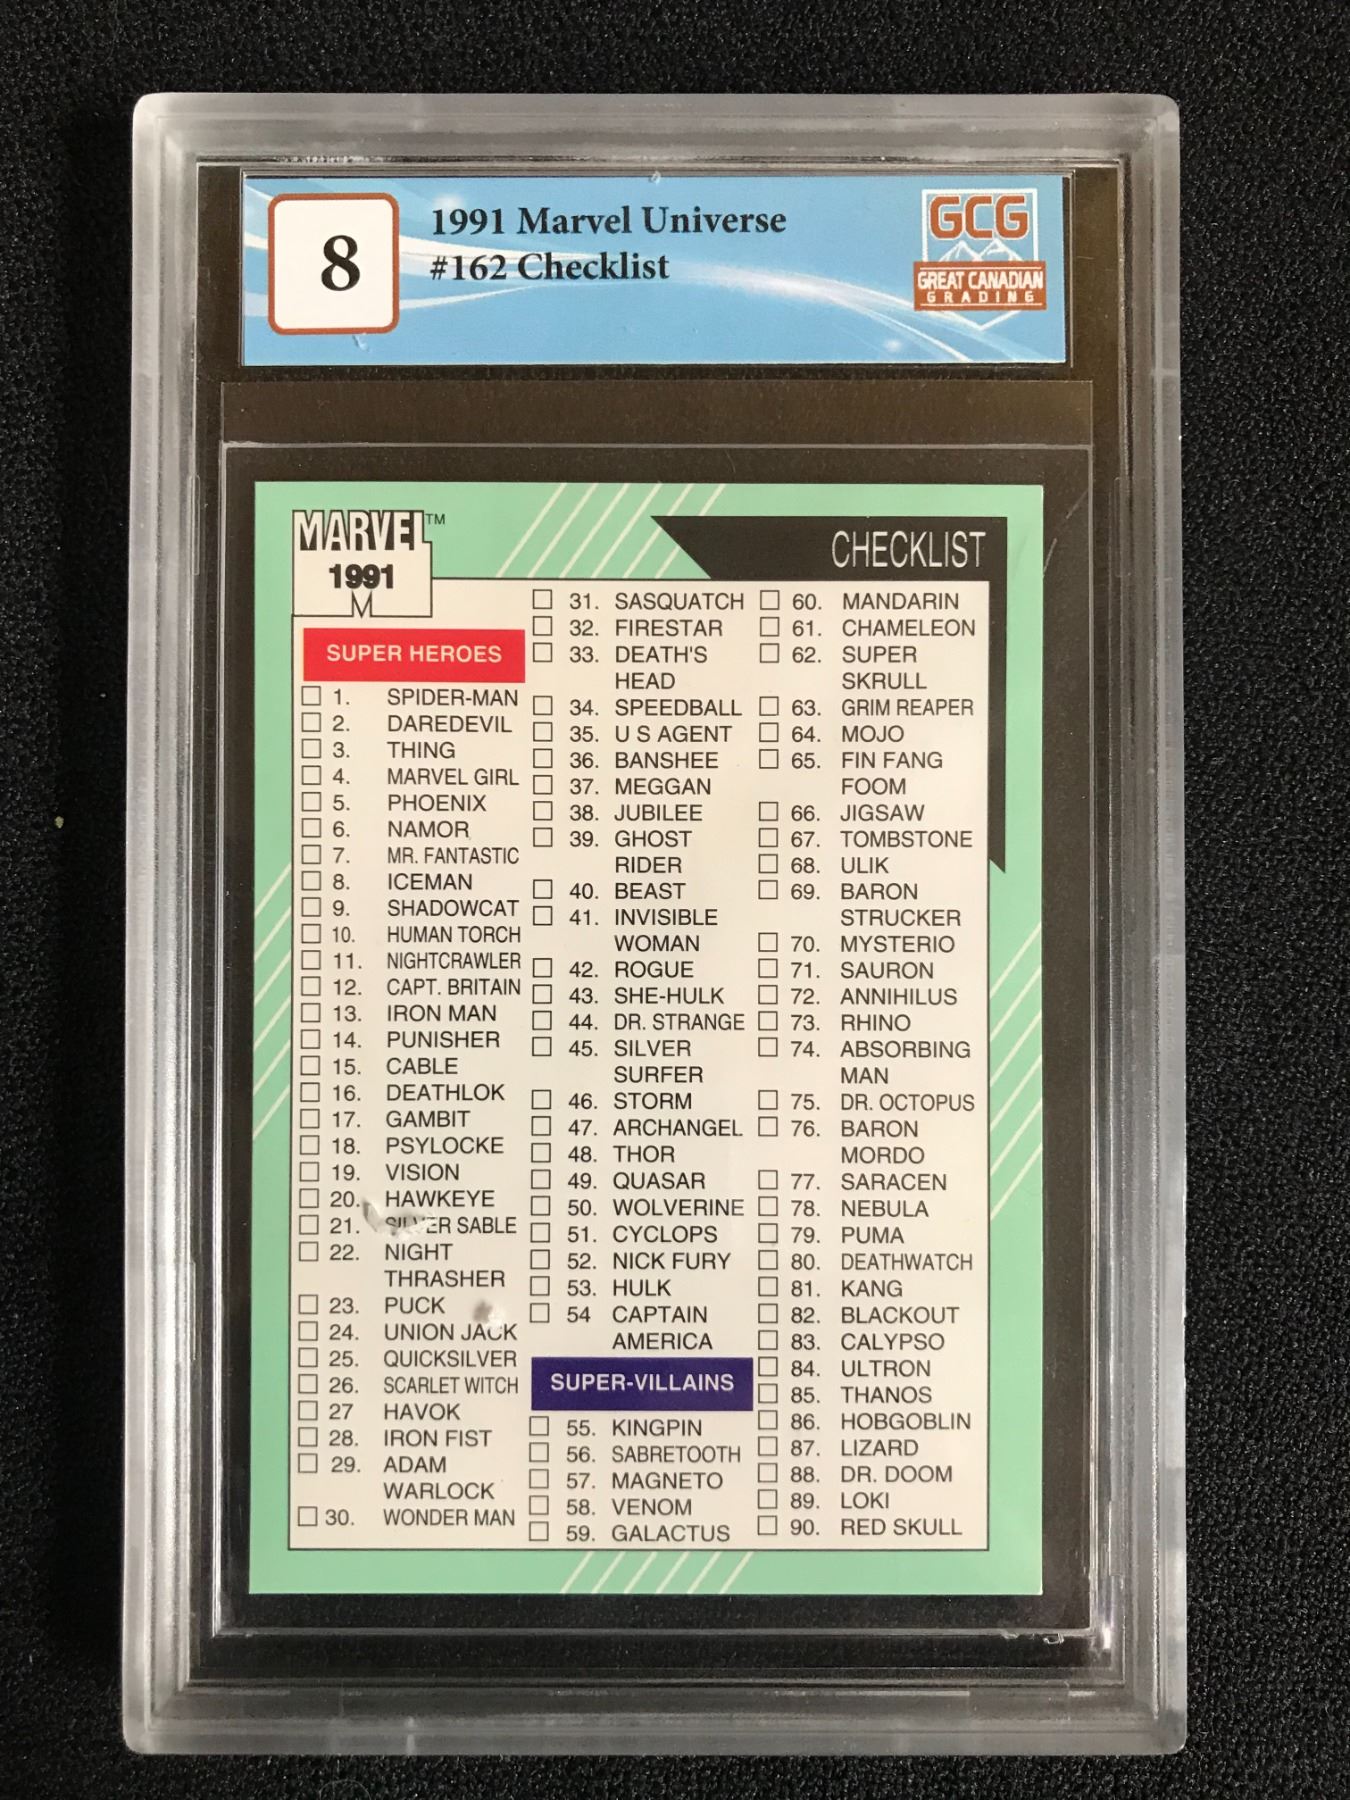 8
1991 Marvel Universe
#162 Checklist
GCG
GREAT CANADIAN
GRADING
MARVEL™
1991
M
CHECKLIST
SUPER HEROES
1. SPIDER-MAN
2. DAREDEVIL
3. THING
4. MARVEL GIRL
5. PHOENIX
6. NAMOR
7. MR. FANTASTIC
8. ICEMAN
9. SHADOWCAT
10. HUMAN TORCH
11. NIGHTCRAWLER
12. CAPT. BRITAIN
13. IRON MAN
14. PUNISHER
15. CABLE
16. DEATHLOK
17. GAMBIT
18. PSYLOCKE
19. VISION
20. HAWKEYE
21. SILVER SABLE
22. NIGHT
THRASHER
23. PUCK
24. UNION JACK
25. QUICKSILVER
26. SCARLET WITCH
27 HAVOK
28. IRON FIST
29. ADAM
WARLOCK
30. WONDER MAN
31. SASQUATCH
32. FIRESTAR
33. DEATH'S
HEAD
34. SPEEDBALL
35. U S AGENT
36. BANSHEE
37. MEGGAN
38. JUBILEE
39. GHOST
RIDER
40. BEAST
41. INVISIBLE
WOMAN
42. ROGUE
43. SHE-HULK
44. DR. STRANGE
45. SILVER
SURFER
46. STORM
47. ARCHANGEL
48. THOR
49. QUASAR
50. WOLVERINE
51. CYCLOPS
52. NICK FURY
53. HULK
54 CAPTAIN
AMERICA
SUPER-VILLAINS
55. KINGPIN
56. SABRETOOTH
57. MAGNETO
58. VENOM
59. GALACTUS
60. MANDARIN
61. CHAMELEON
62. SUPER
SKRULL
63. GRIM REAPER
64. MOJO
65. FIN FANG
FOOM
66. JIGSAW
67. TOMBSTONE
68. ULIK
69. BARON
STRUCKER
70. MYSTERIO
71. SAURON
72. ANNIHILUS
73. RHINO
74. ABSORBING
MAN
75. DR. OCTOPUS
76. BARON
MORDO
77. SARACEN
78. NEBULA
79. PUMA
80. DEATHWATCH
81. KANG
82. BLACKOUT
83. CALYPSO
84. ULTRON
85. THANOS
86. HOBGOBLIN
87. LIZARD
88. DR. DOOM
89. LOKI
90. RED SKULL